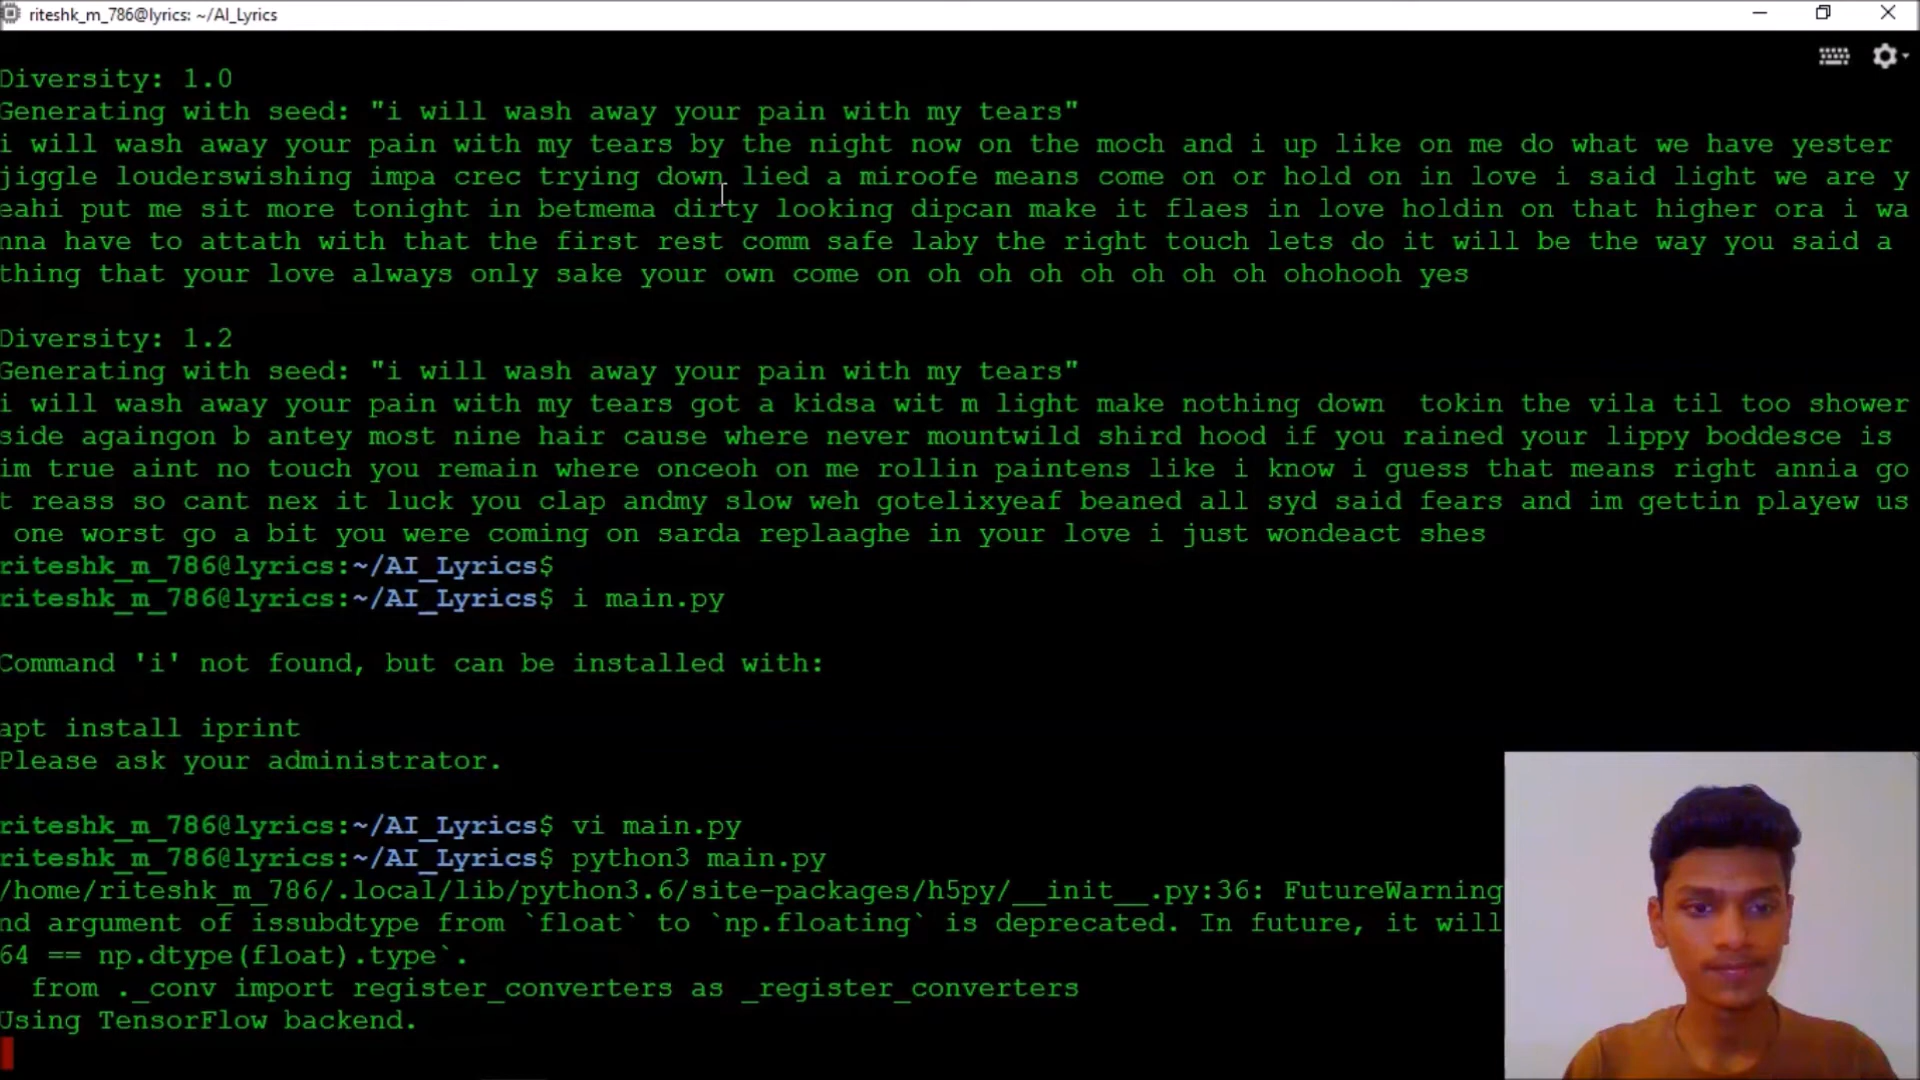 riteshk_m_786@lyrics: ~/AI_Lyrics
Diversity: 1.0
Generating with seed: "i will wash away your pain with my tears"
i will wash away your pain with my tears by the night now on the moch and i up like on me do what we have yester
jiggle louderswishing impa crec trying down lied a miroofe means come on or hold on in love i said light we are y
eahi put me sit more tonight in betmema dirty looking dipcan make it flaes in love holdin on that higher ora i wa
nna have to attath with that the first rest comm safe laby the right touch lets do it will be the way you said a
thing that your love always only sake your own come on oh oh oh oh oh oh oh ohohooh yes
Diversity: 1.2
Generating with seed: "i will wash away your pain with my tears"
i will wash away your pain with my tears got a kidsa wit m light make nothing down  tokin the vila til too shower
side againgon b antey most nine hair cause where never mountwild shird hood if you rained your lippy boddesce is
im true aint no touch you remain where onceoh on me rollin paintens like i know i guess that means right annia go
t reass so cant nex it luck you clap andmy slow weh gotelixyeaf beaned all syd said fears and im gettin playew us
one worst go a bit you were coming on sarda replaaghe in your love i just wondeact shes
riteshk_m_786@lyrics:~/AI_Lyrics$
riteshk_m_786@lyrics:~/AI_Lyrics$ i main.py
Command 'i' not found, but can be installed with:
apt install iprint
Please ask your administrator.
riteshk_m_786@lyrics:~/AI_Lyrics$ vi main.py
riteshk_m_786@lyrics:~/AI_Lyrics$ python3 main.py
/home/riteshk_m_786/.local/lib/python3.6/site-packages/h5py/__init__.py:36: FutureWarning
nd argument of issubdtype from `float` to `np.floating` is deprecated. In future, it will
64 == np.dtype(float).type`.
from ._conv import register_converters as _register_converters
Using TensorFlow backend.